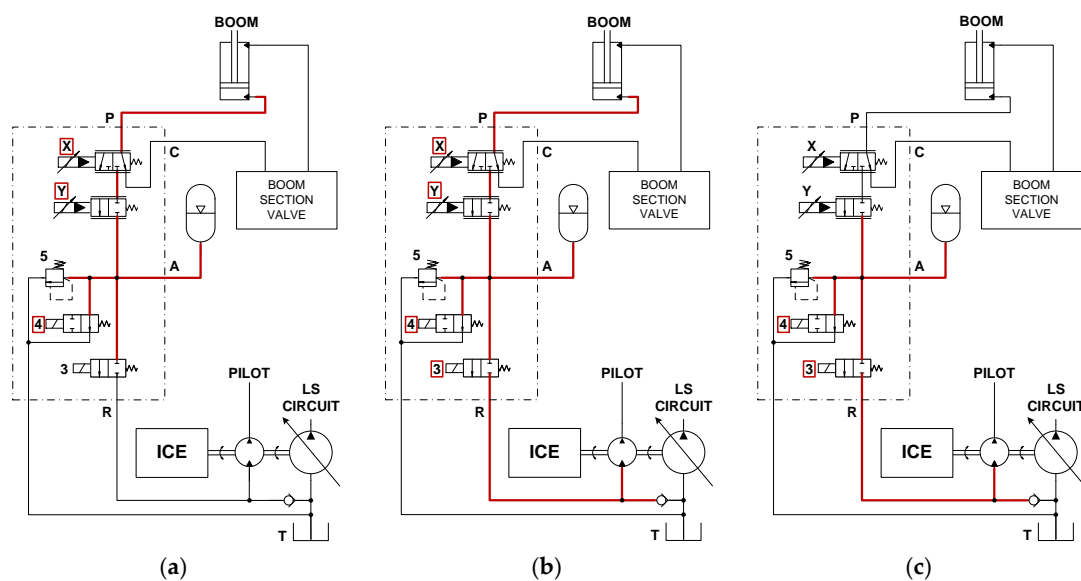 BOOM
P
X
C
Y
BOOM
SECTION
VALVE
5
A
4
3
PILOT
LS
CIRCUIT
R
ICE
T
(a)
BOOM
P
X
C
Y
BOOM
SECTION
VALVE
5
A
4
3
PILOT
LS
CIRCUIT
R
ICE
T
(b)
BOOM
P
X
C
Y
BOOM
SECTION
VALVE
5
A
4
3
PILOT
LS
CIRCUIT
R
ICE
T
(c)